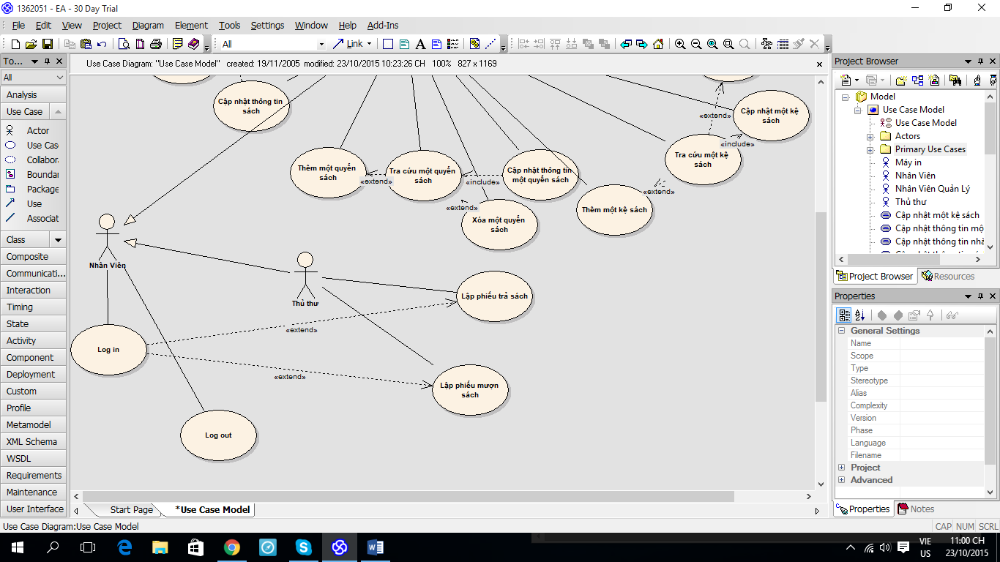 1362051 - EA - 30 Day Trial
File Edit View Project Diagram Element Tools Settings Window Help Add-Ins
All Link
To...
All
Analysis
Use Case
Actor
Use Cas
Collabora
Boundar
Package
Use
Associat
Class
Composite
Communicati...
Interaction
Timing
State
Activity
Component
Deployment
Custom
Profile
Metamodel
XML Schema
WSDL
Requirements
Maintenance
User Interface
Use Case Diagram: "Use Case Model" created: 19/11/2005 modified: 23/10/2015 10:23:26 CH 100% 827 x 1169
Cập nhật thông tin
sách
«extend»
Cập nhật một kệ
sách
«include»
Tra cứu một kệ
sách
Thêm một quyển
sách
«extend»
Tra cứu một quyển
sách
«include»
Cập nhật thông tin
một quyển sách
«extend»
Thêm một kệ sách
«extend»
Xóa một quyển
sách
Nhân Viên
Thủ thư
Lập phiếu trả sách
«extend»
Log in
«extend»
Lập phiếu mượn
sách
Log out
Start Page *Use Case Model
Project Browser
Model
Use Case Model
Use Case Model
Actors
Primary Use Cases
Máy in
Nhân Viên
Nhân Viên Quản Lý
Thủ thư
Cập nhật một kệ sách
Cập nhật thông tin mộ
Cập nhật thông tin nhà
Project Browser Resources
Properties
General Settings
Name
Scope
Type
Stereotype
Alias
Complexity
Version
Phase
Language
Filename
Project
Advanced
Properties Notes
Use Case Diagram:Use Case Model
CAP NUM SCRL
VIE
US
11:00 CH
23/10/2015